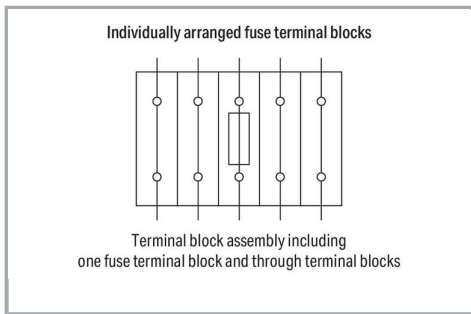 Individually arranged fuse terminal blocks
Terminal block assembly including
one fuse terminal block and through terminal blocks